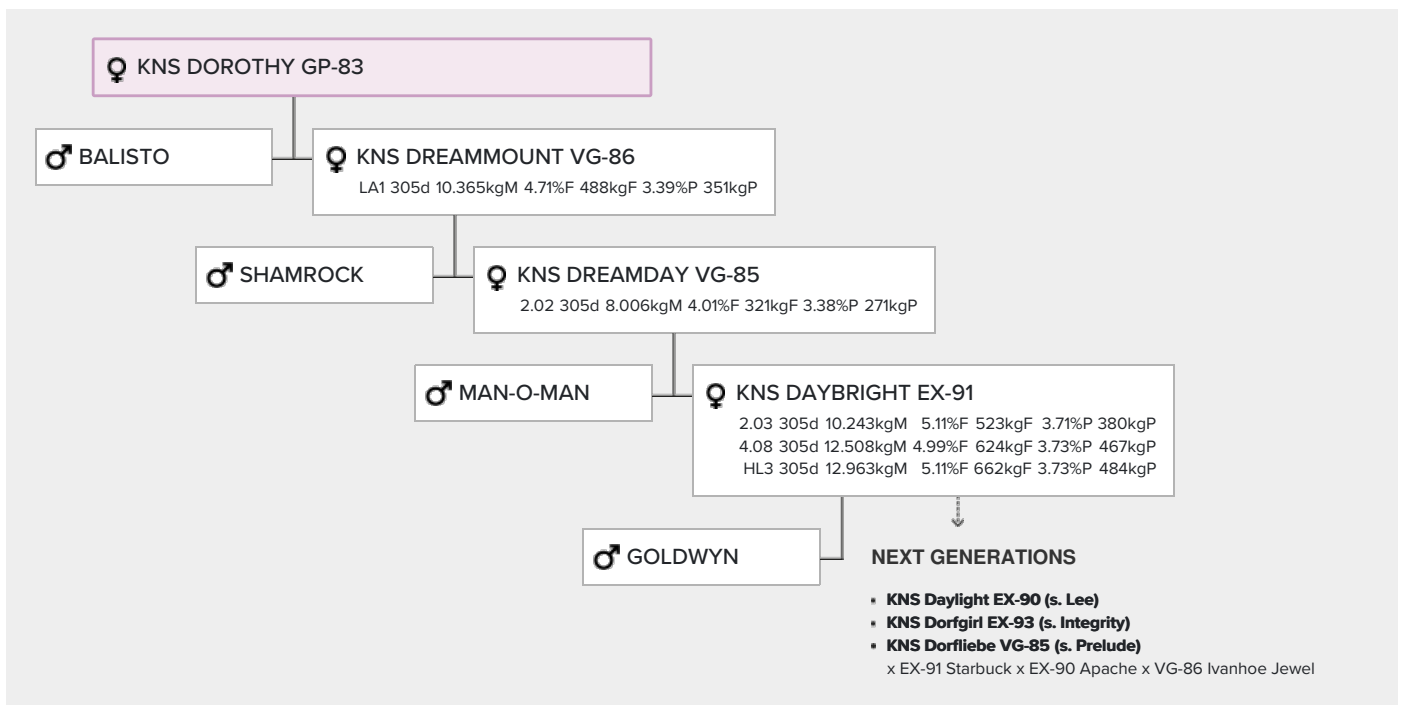 KNS DOROTHY GP-83
BALISTO
KNS DREAMMOUNT VG-86
LA1 305d 10.365kgM 4.71%F 488kgF 3.39%P 351kgP
SHAMROCK
KNS DREAMDAY VG-85
2.02 305d 8.006kgM 4.01%F 321kgF 3.38%P 271kgP
MAN-O-MAN
KNS DAYBRIGHT EX-91
2.03 305d 10.243kgM 5.11%F 523kgF 3.71%P 380kgP
4.08 305d 12.508kgM 4.99%F 624kgF 3.73%P 467kgP
HL3 305d 12.963kgM 5.11%F 662kgF 3.73%P 484kgP
GOLDWYN
NEXT GENERATIONS
KNS Daylight EX-90 (s. Lee)
KNS Dorfgirl EX-93 (s. Integrity)
KNS Dorfliebe VG-85 (s. Prelude)
x EX-91 Starbuck x EX-90 Apache x VG-86 Ivanhoe Jewel